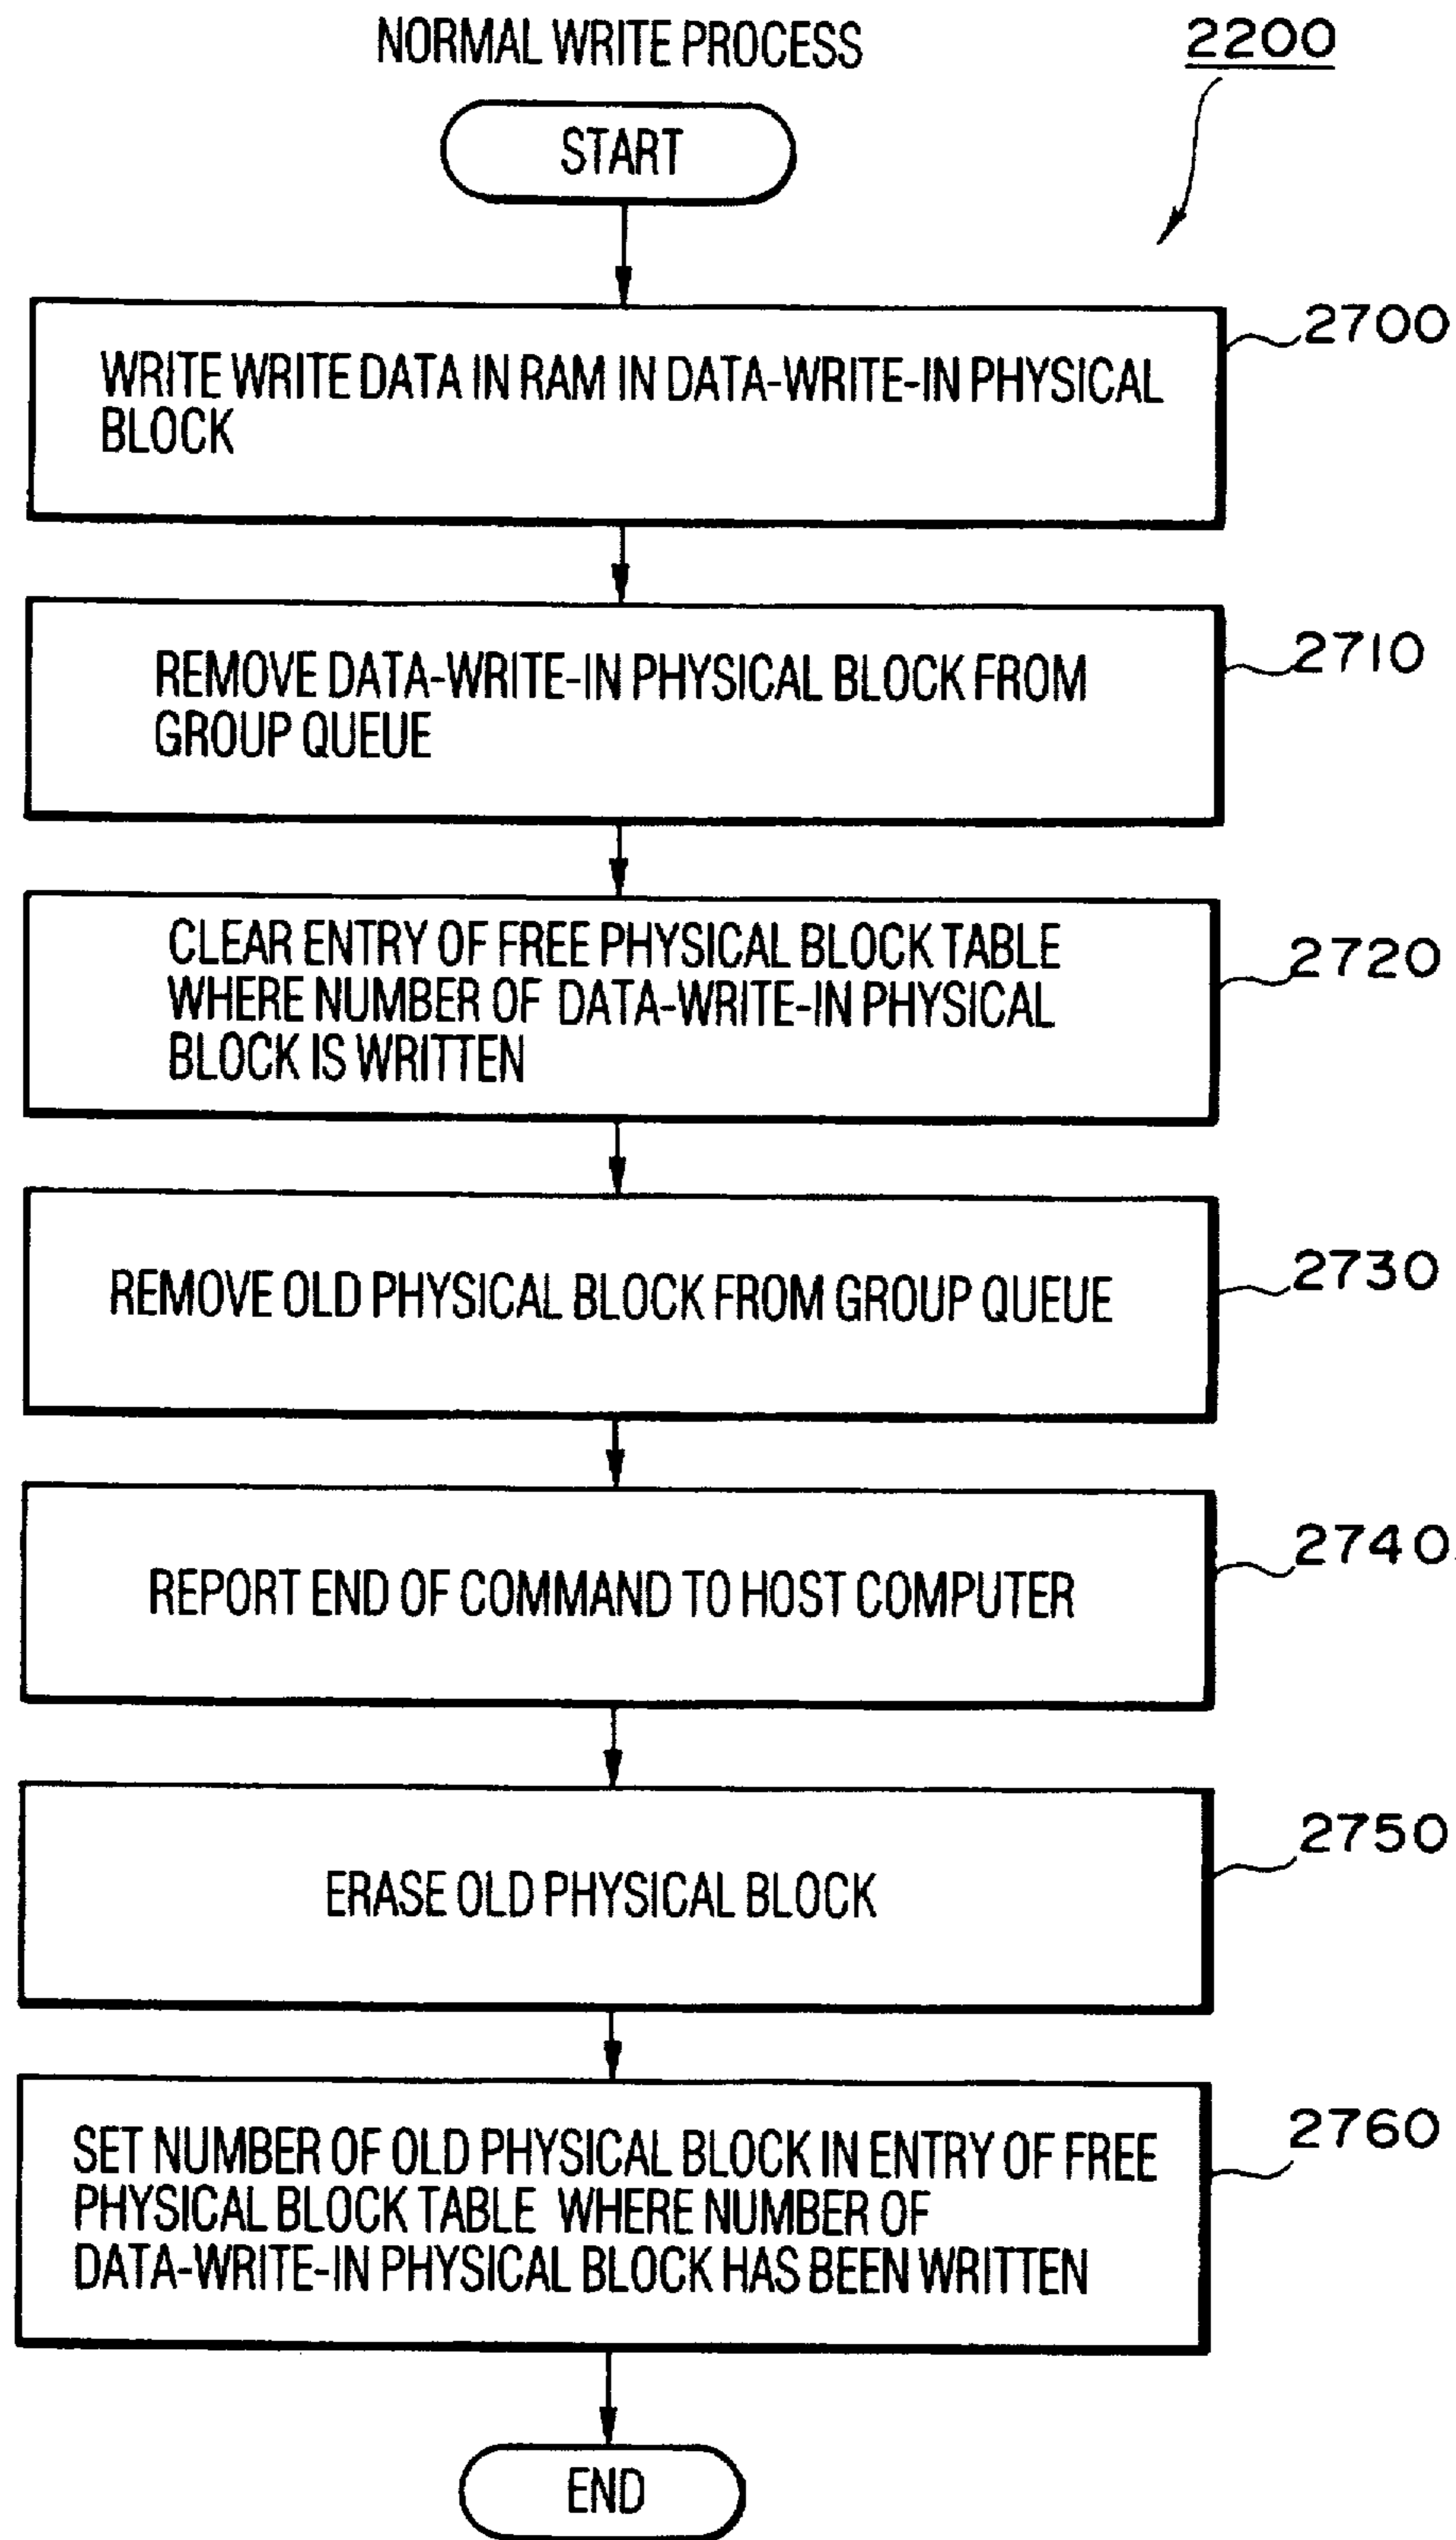 NORMAL WRITE PROCESS
2200
START
WRITE WRITE DATA IN RAM IN DATA-WRITE-IN PHYSICAL
BLOCK
2700
REMOVE DATA-WRITE-IN PHYSICAL BLOCK FROM
GROUP QUEUE
2710
CLEAR ENTRY OF FREE PHYSICAL BLOCK TABLE
WHERE NUMBER OF DATA-WRITE-IN PHYSICAL
BLOCK IS WRITTEN
2720
REMOVE OLD PHYSICAL BLOCK FROM GROUP QUEUE
2730
REPORT END OF COMMAND TO HOST COMPUTER
2740
ERASE OLD PHYSICAL BLOCK
2750
SET NUMBER OF OLD PHYSICAL BLOCK IN ENTRY OF FREE
PHYSICAL BLOCK TABLE WHERE NUMBER OF
DATA-WRITE-IN PHYSICAL BLOCK HAS BEEN WRITTEN
2760
END